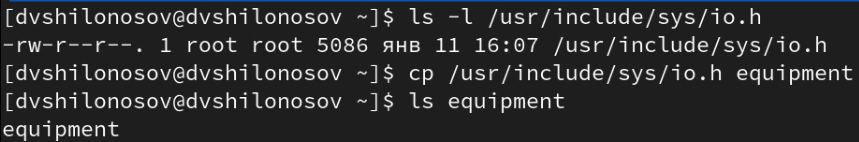 [dvshilonosov@dvshilonosov ~]$ ls -l /usr/include/sys/io.h
-rw-r--r--. 1 root root 5086 янв 11 16:07 /usr/include/sys/io.h
[dvshilonosov@dvshilonosov ~]$ cp /usr/include/sys/io.h equipment
[dvshilonosov@dvshilonosov ~]$ ls equipment
equipment